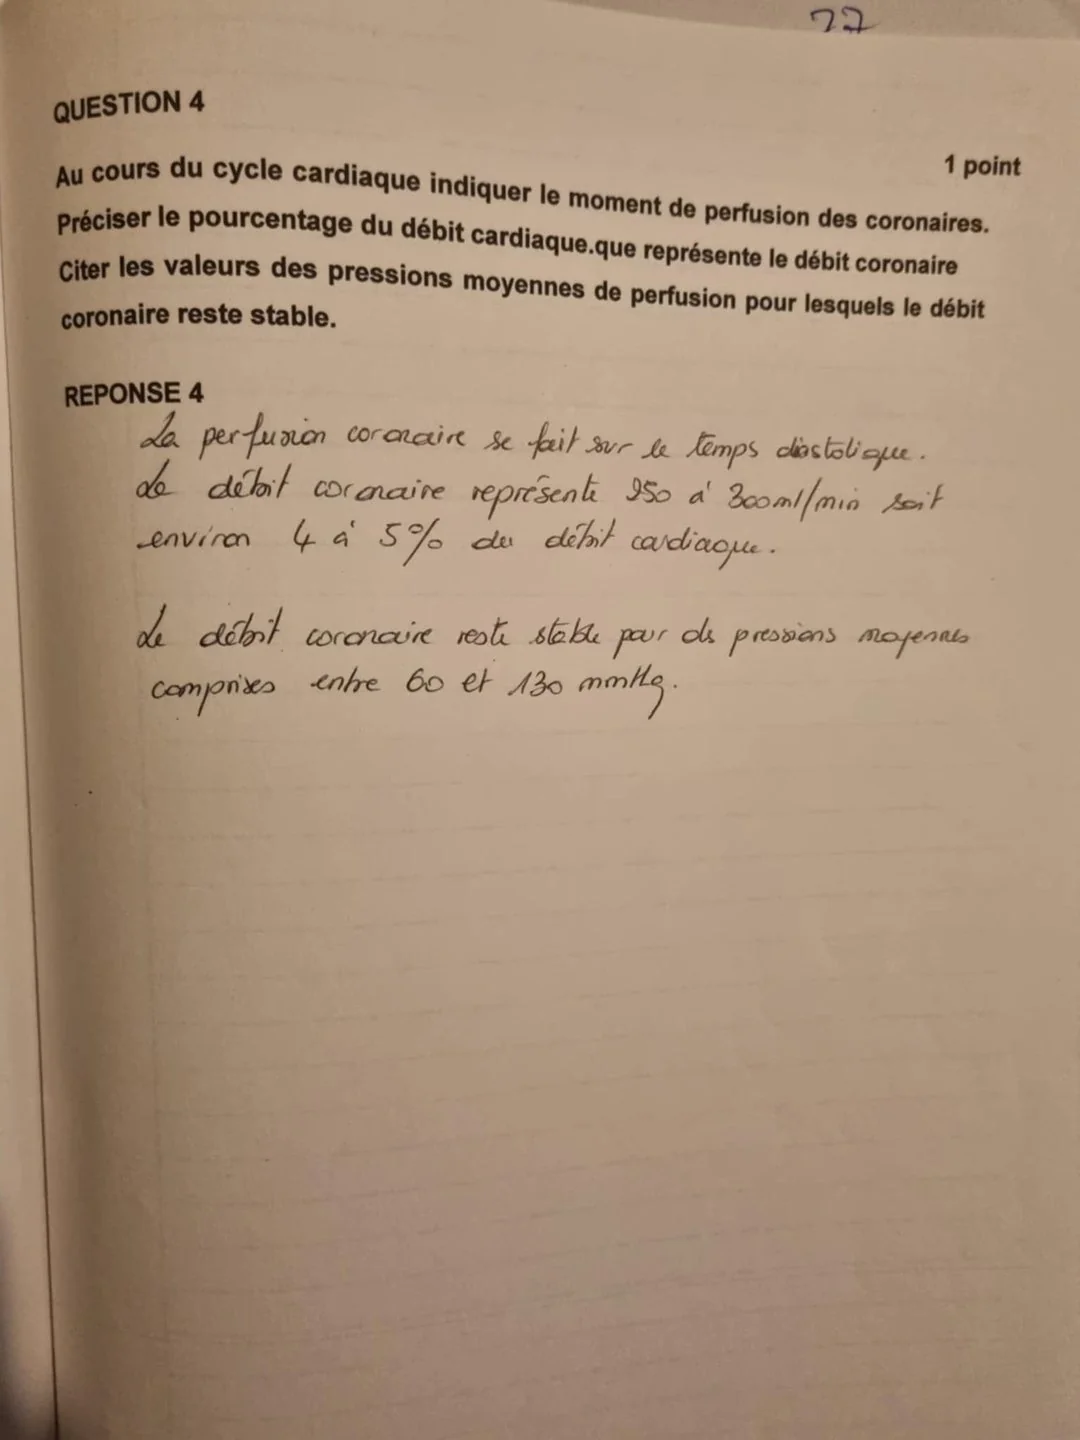 77
QUESTION 4
1 point
Au cours du cycle cardiaque indiquer le moment de perfusion des coronaires.
Préciser le pourcentage du débit cardiaque.que représente le débit coronaire
Citer les valeurs des pressions moyennes de perfusion pour lesquels le débit
coronaire reste stable.
REPONSE 4
La perfusion coronaire se fait sur le temps diastolique.
Le débit coronaire représente 250 à 300ml/min soit
environ 4 à 5% du débit cardiaque.
Le débit coronaire reste stable pour des pressions moyennes
comprises entre 60 et 130 mmHg.